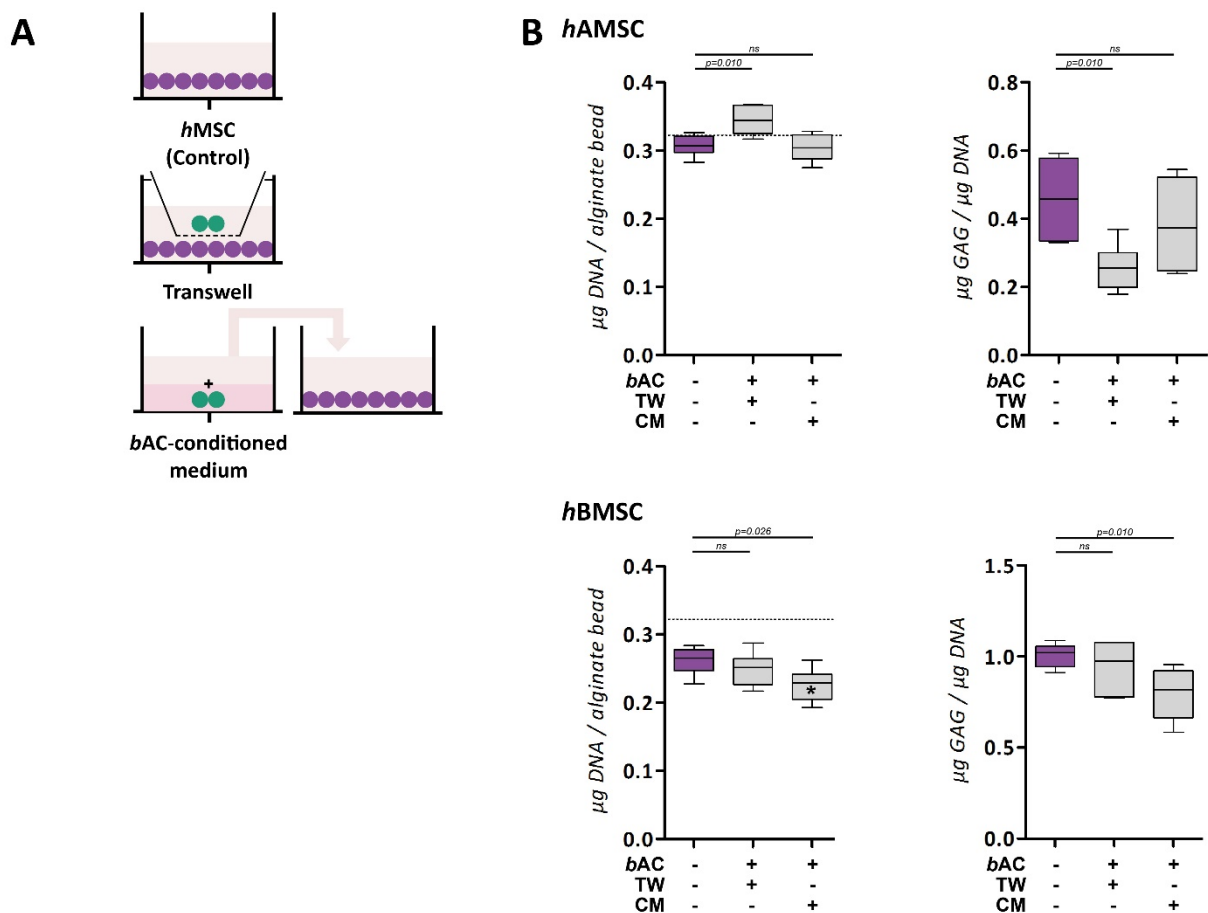 A
hMSC
(Control)
Transwell
+
bAC-conditioned
medium
B
hAMSC
ns
p=0.010
µg DNA / alginate bead
0.4
0.3
0.2
0.1
0.0
bAC - + +
TW - + -
CM - - +
ns
p=0.010
µg GAG / µg DNA
0.8
0.6
0.4
0.2
0.0
bAC - + +
TW - + -
CM - - +
hBMSC
p=0.026
ns
µg DNA / alginate bead
0.4
0.3
0.2
0.1
0.0
*
bAC - + +
TW - + -
CM - - +
p=0.010
ns
µg GAG / µg DNA
1.5
1.0
0.5
0.0
bAC - + +
TW - + -
CM - - +